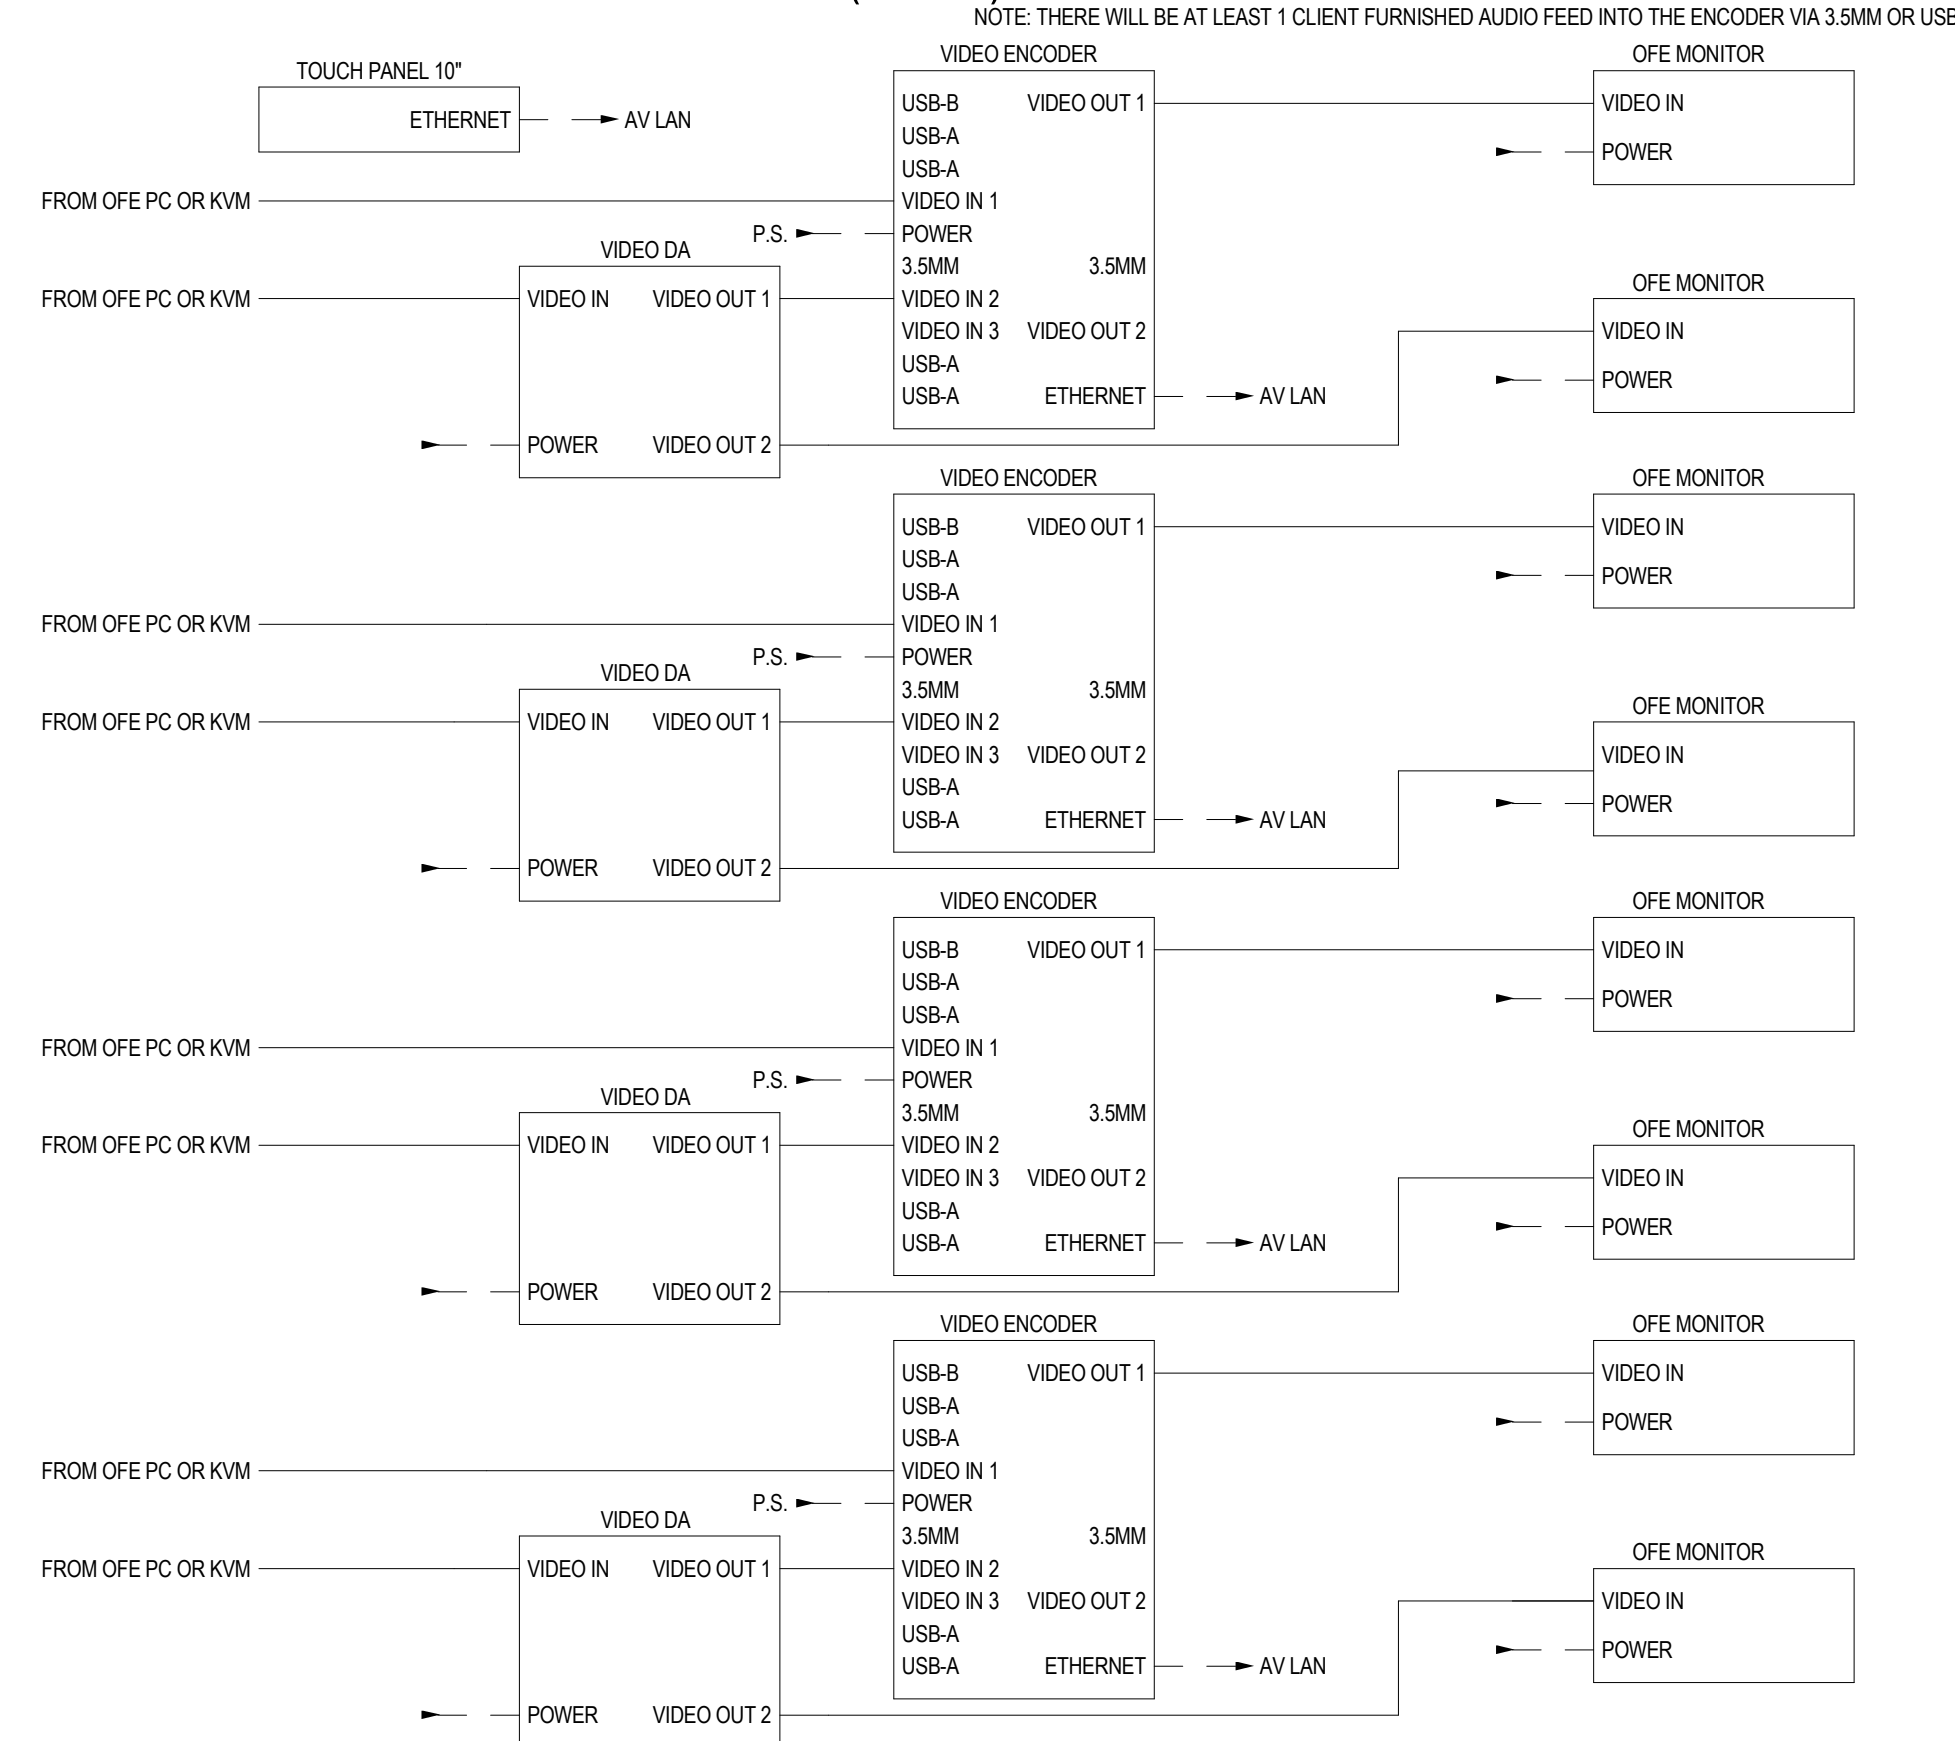 NOTE: THERE WILL BE AT LEAST 1 CLIENT FURNISHED AUDIO FEED INTO THE ENCODER VIA 3.5MM OR USB
VIDEO ENCODER
OFE MONITOR
TOUCH PANEL 10"
USB-B VIDEO OUT 1
VIDEO IN
ETHERNET
AV LAN
USB-A
POWER
USB-A
FROM OFE PC OR KVM
VIDEO IN 1
P.S.
POWER
VIDEO DA
3.5MM 3.5MM
OFE MONITOR
FROM OFE PC OR KVM
VIDEO IN VIDEO OUT 1
VIDEO IN 2
VIDEO IN 3 VIDEO OUT 2
VIDEO IN
USB-A
POWER
USB-A ETHERNET
AV LAN
POWER VIDEO OUT 2
VIDEO ENCODER
OFE MONITOR
USB-B VIDEO OUT 1
VIDEO IN
USB-A
POWER
USB-A
FROM OFE PC OR KVM
VIDEO IN 1
P.S.
POWER
VIDEO DA
3.5MM 3.5MM
OFE MONITOR
FROM OFE PC OR KVM
VIDEO IN VIDEO OUT 1
VIDEO IN 2
VIDEO IN 3 VIDEO OUT 2
VIDEO IN
USB-A
POWER
USB-A ETHERNET
AV LAN
POWER VIDEO OUT 2
VIDEO ENCODER
OFE MONITOR
USB-B VIDEO OUT 1
VIDEO IN
USB-A
POWER
USB-A
FROM OFE PC OR KVM
VIDEO IN 1
P.S.
POWER
VIDEO DA
3.5MM 3.5MM
OFE MONITOR
FROM OFE PC OR KVM
VIDEO IN VIDEO OUT 1
VIDEO IN 2
VIDEO IN 3 VIDEO OUT 2
VIDEO IN
USB-A
POWER
USB-A ETHERNET
AV LAN
POWER VIDEO OUT 2
VIDEO ENCODER
OFE MONITOR
USB-B VIDEO OUT 1
VIDEO IN
USB-A
POWER
USB-A
FROM OFE PC OR KVM
VIDEO IN 1
P.S.
POWER
VIDEO DA
3.5MM 3.5MM
OFE MONITOR
FROM OFE PC OR KVM
VIDEO IN VIDEO OUT 1
VIDEO IN 2
VIDEO IN 3 VIDEO OUT 2
VIDEO IN
USB-A
POWER
USB-A ETHERNET
AV LAN
POWER VIDEO OUT 2